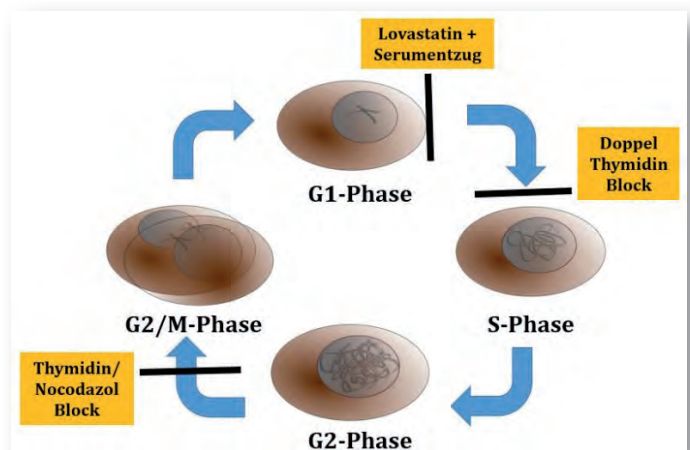 Lovastatin +
Serumentzug
G1-Phase
Doppel
Thymidin
Block
S-Phase
G2/M-Phase
Thymidin/
Nocodazol
Block
G2-Phase